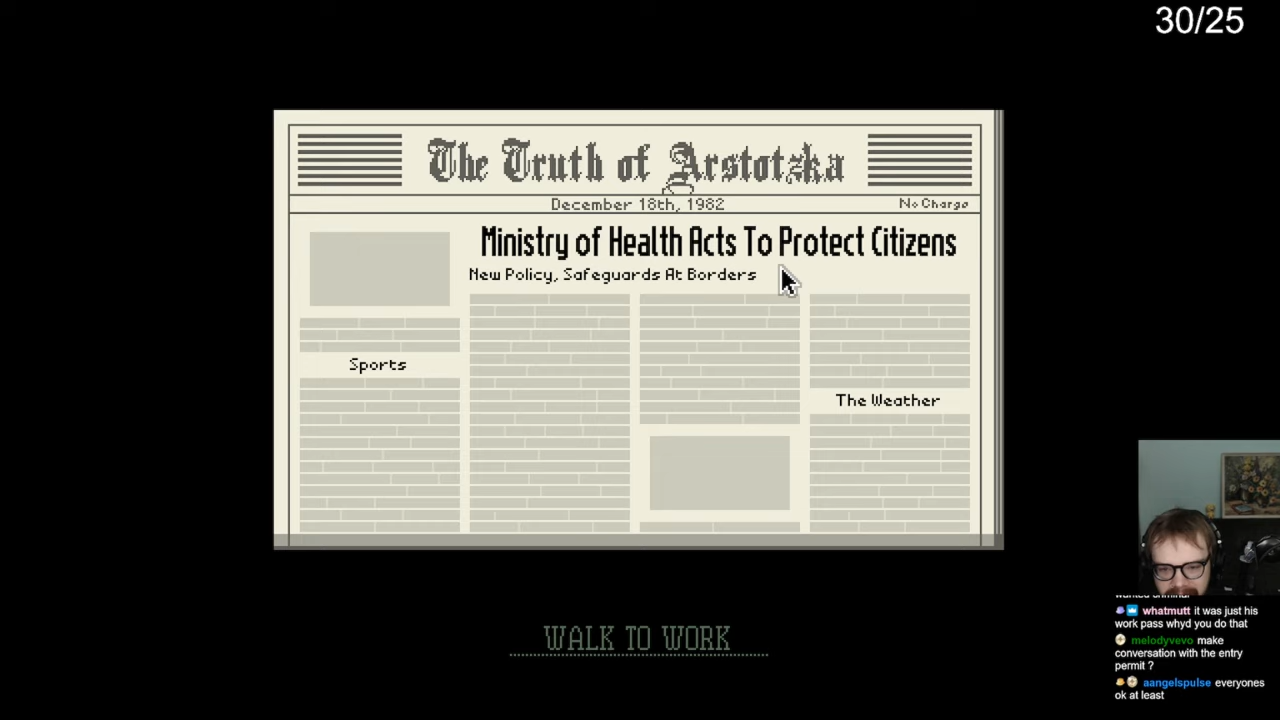 30/25
The Truth of Arstotzka
December 18th, 1982
No Charge
Ministry of Health Acts To Protect Citizens
New Policy, Safeguards At Borders
Sports
The Weather
WALK TO WORK
whatmutt it was just his
work pass whyd you do that
melodyvevo make
conversation with the entry
permit ?
aangelspulse everyones
ok at least